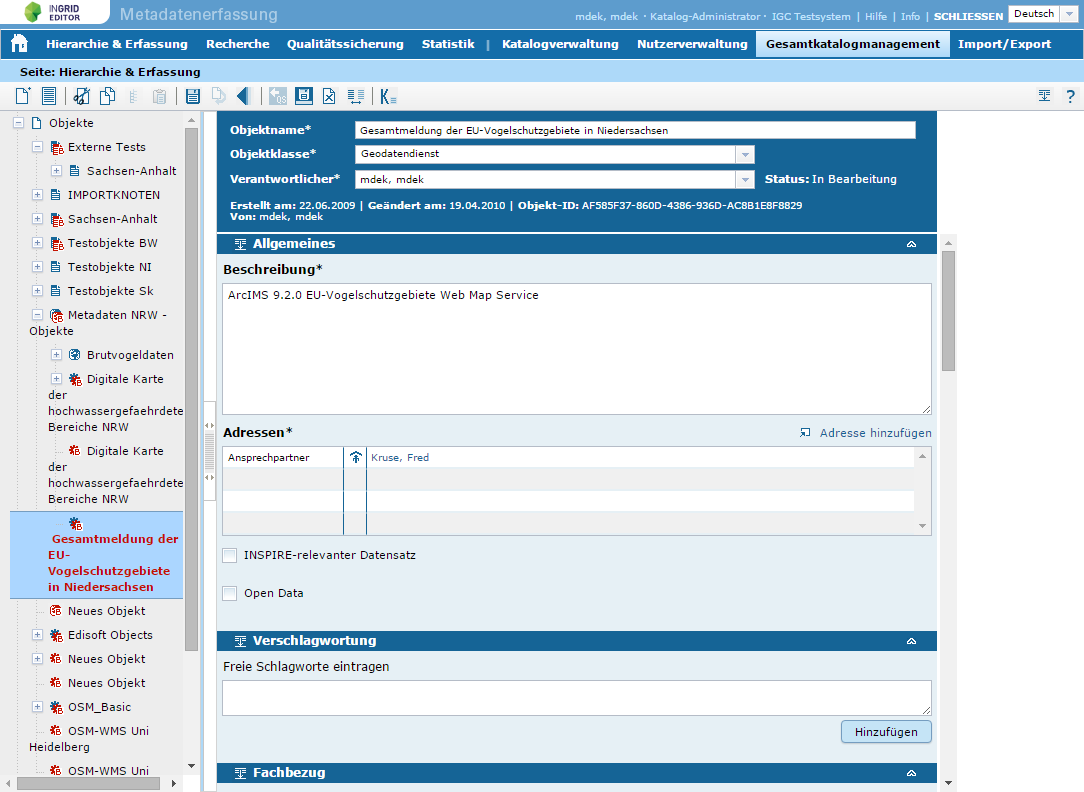 INGRID
EDITOR
Metadatenerfassung
mdek, mdek · Katalog-Administrator · IGC Testsystem | Hilfe | Info | SCHLIESSEN Deutsch
Hierarchie & Erfassung Recherche Qualitätssicherung Statistik | Katalogverwaltung Nutzerverwaltung Gesamtkatalogmanagement Import/Export
Seite: Hierarchie & Erfassung
QS K ?
Objekte
Externe Tests
Sachsen-Anhalt
IMPORTKNOTEN
Sachsen-Anhalt
Testobjekte BW
Testobjekte NI
Testobjekte Sk
Metadaten NRW -
Objekte
Brutvogeldaten
Digitale Karte
der
hochwassergefaehrdete
Bereiche NRW
Digitale Karte
der
hochwassergefaehrdete
Bereiche NRW
Gesamtmeldung der
EU-
Vogelschutzgebiete
in Niedersachsen
Neues Objekt
Edisoft Objects
Neues Objekt
Neues Objekt
OSM_Basic
OSM-WMS Uni
Heidelberg
OSM-WMS Uni
Objektname* Gesamtmeldung der EU-Vogelschutzgebiete in Niedersachsen
Objektklasse* Geodatendienst
Verantwortlicher* mdek, mdek Status: In Bearbeitung
Erstellt am: 22.06.2009 | Geändert am: 19.04.2010 | Objekt-ID: AF585F37-860D-4386-936D-AC8B1E8F8829
Von: mdek, mdek
Allgemeines
Beschreibung*
ArcIMS 9.2.0 EU-Vogelschutzgebiete Web Map Service
Adressen* Adresse hinzufügen
Ansprechpartner Kruse, Fred
INSPIRE-relevanter Datensatz
Open Data
Verschlagwortung
Freie Schlagworte eintragen
Hinzufügen
Fachbezug